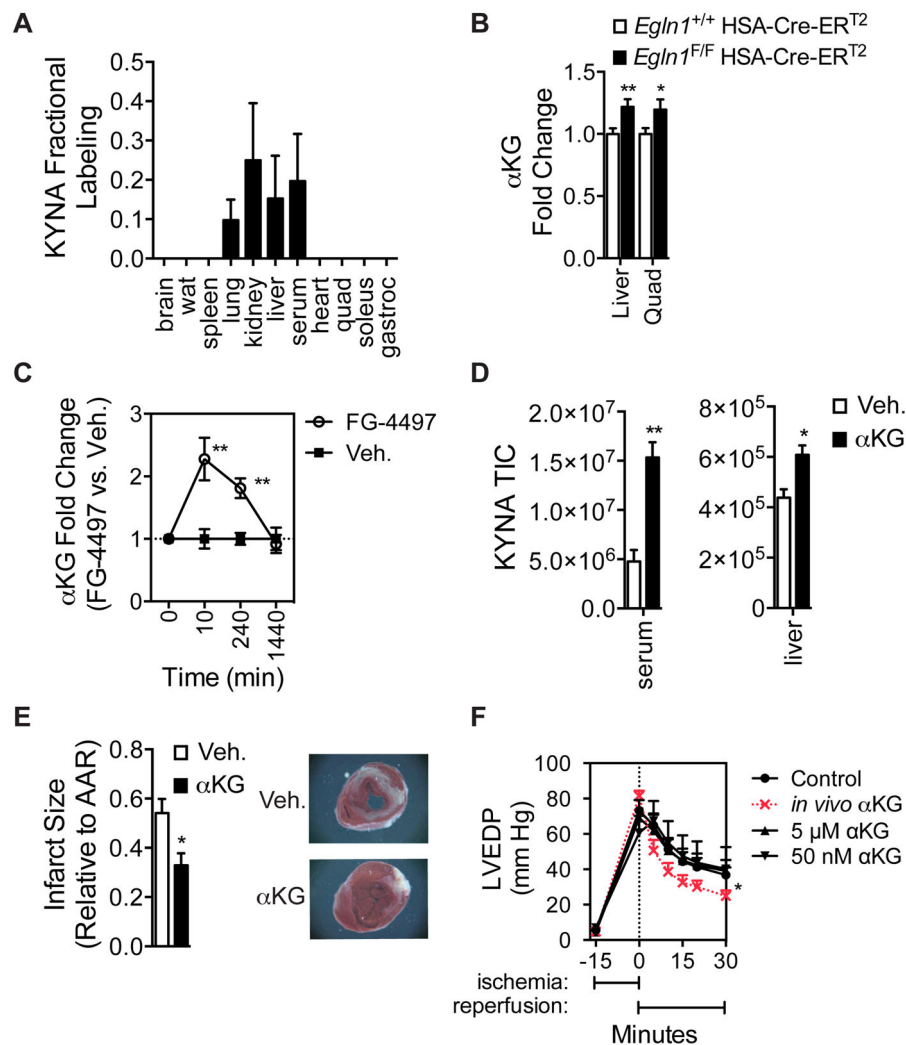 A
KYNA Fractional
Labeling
0.5
0.4
0.3
0.2
0.1
0.0
brain
wat
spleen
lung
kidney
liver
serum
heart
quad
soleus
gastroc
B
Egln1+/+ HSA-Cre-ERT2
Egln1F/F HSA-Cre-ERT2
αKG
Fold Change
1.5
1.0
0.5
0.0
**
*
Liver
Quad
C
αKG Fold Change
(FG-4497 vs. Veh.)
3
2
1
0
**
**
FG-4497
Veh.
0
10
240
1440
Time (min)
D
KYNA TIC
2.0×10⁷
1.5×10⁷
1.0×10⁷
5.0×10⁶
0.0
**
serum
8×10⁵
6×10⁵
4×10⁵
2×10⁵
0
*
liver
Veh.
αKG
E
Infarct Size
(Relative to AAR)
0.8
0.6
0.4
0.2
0.0
Veh.
αKG
*
Veh.
αKG
F
LVEDP
(mm Hg)
100
80
60
40
20
0
*
-15
0
15
30
Control
in vivo αKG
5 µM αKG
50 nM αKG
ischemia:
reperfusion:
Minutes